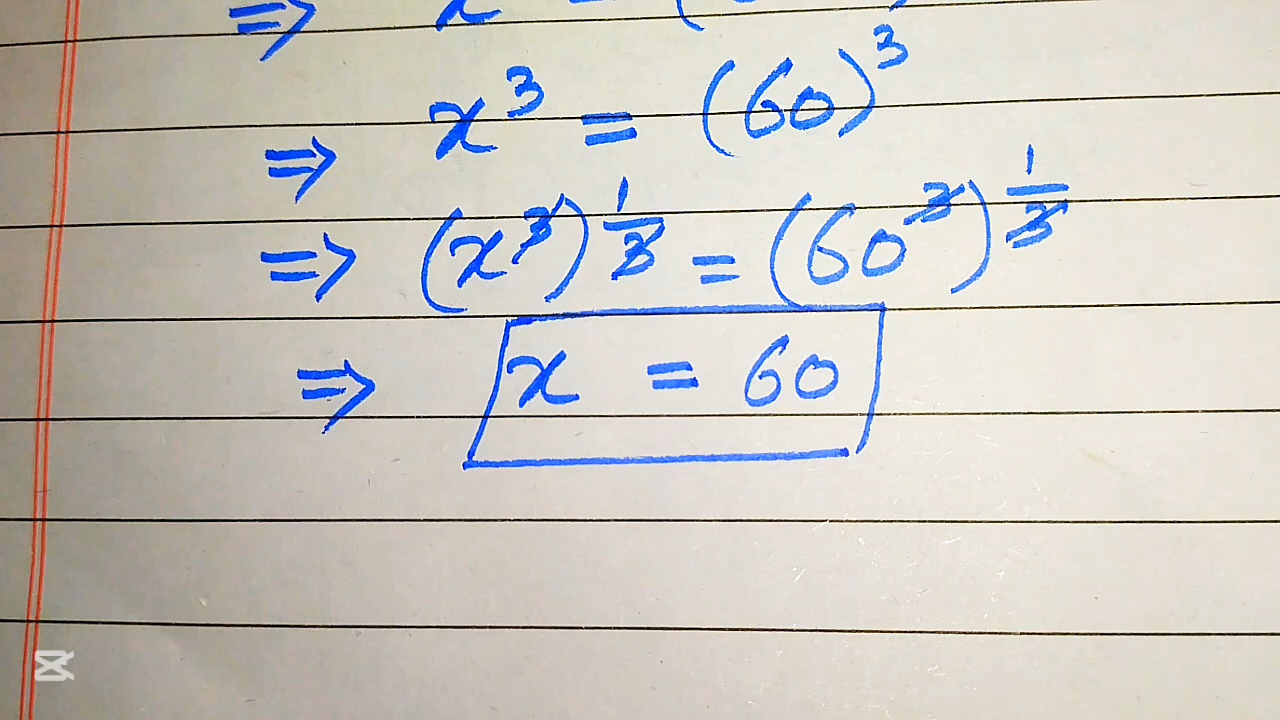 ⇒ x = (
⇒ x³ = (60)³
⇒ (x³)^(1/3) = (60³)^(1/3)
⇒ x = 60